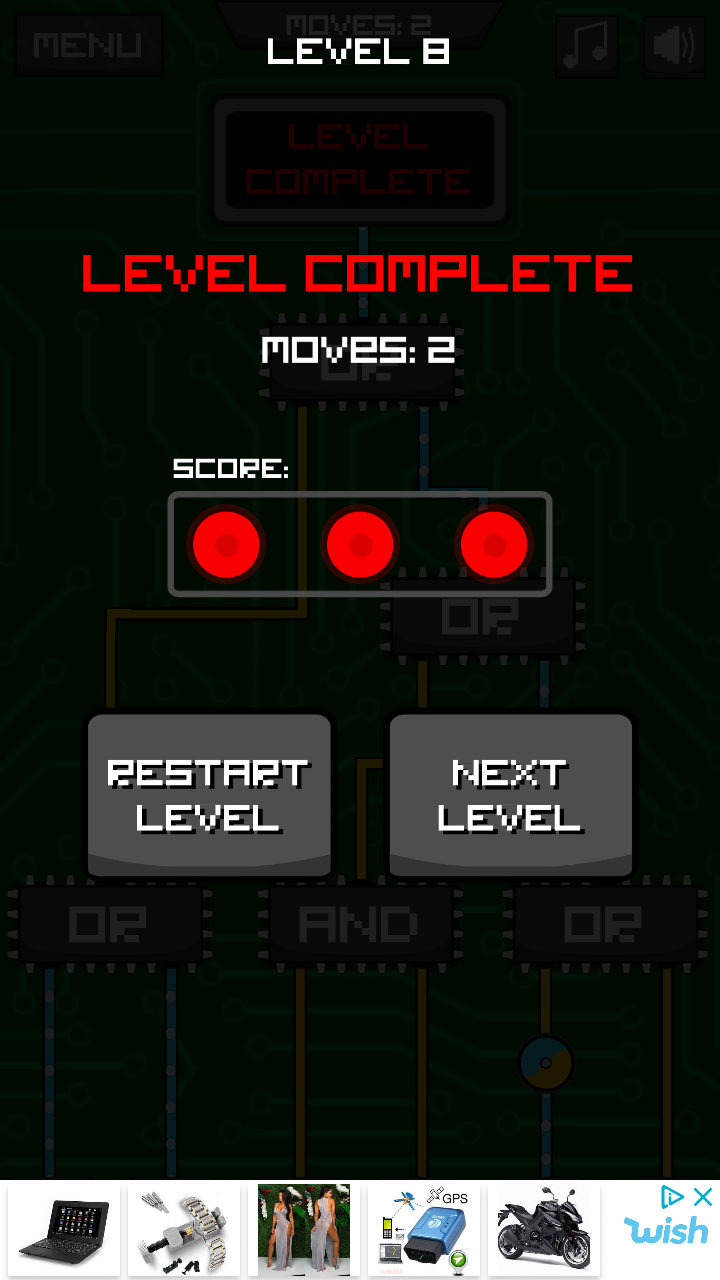 MENU
MOVES: 2
LEVEL 8
LEVEL
COMPLETE
LEVEL COMPLETE
MOVES: 2
OR
SCORE:
OR
RESTART
LEVEL
NEXT
LEVEL
OR
AND
OR
GPS
wish